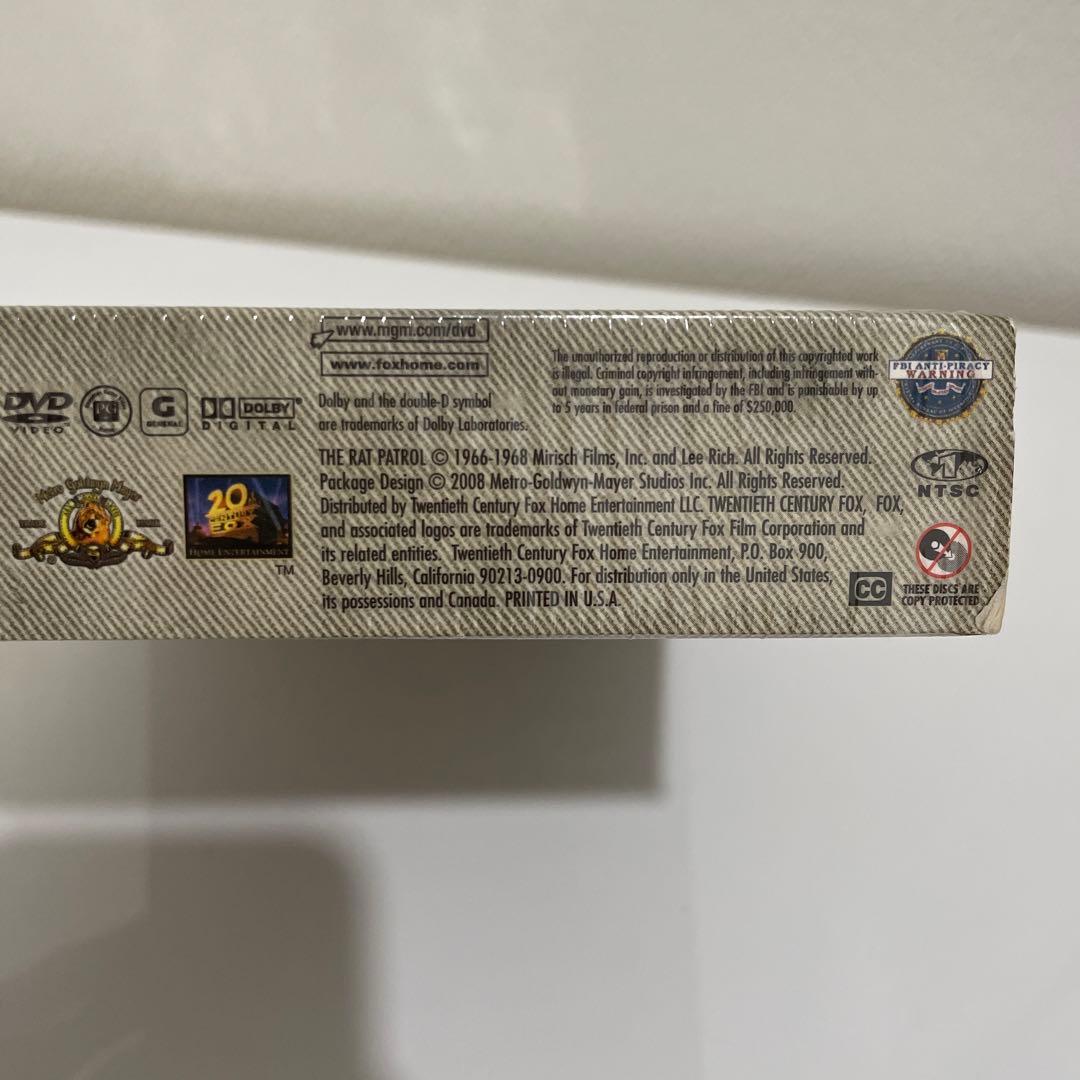 www.mgm.com/dvd
www.foxhome.com
DVD
VIDEO
G
GENERAL
DOLBY
DIGITAL
Dolby and the double-D symbol
are trademarks of Dolby Laboratories.
The unauthorized reproduction or distribution of this copyrighted work
is illegal. Criminal copyright infringement, including infringement with-
out monetary gain, is investigated by the FBI and is punishable by up
to 5 years in federal prison and a fine of $250,000.
FBI ANTI-PIRACY
WARNING
Metro Goldwyn Mayer
TRADE MARK
®
20th
CENTURY
FOX
HOME ENTERTAINMENT
TM
THE RAT PATROL © 1966-1968 Mirisch Films, Inc. and Lee Rich. All Rights Reserved.
Package Design © 2008 Metro-Goldwyn-Mayer Studios Inc. All Rights Reserved.
Distributed by Twentieth Century Fox Home Entertainment LLC. TWENTIETH CENTURY FOX, FOX,
and associated logos are trademarks of Twentieth Century Fox Film Corporation and
its related entities. Twentieth Century Fox Home Entertainment, P.O. Box 900,
Beverly Hills, California 90213-0900. For distribution only in the United States,
its possessions and Canada. PRINTED IN U.S.A.
1
NTSC
CC
THESE DISCS ARE
COPY PROTECTED